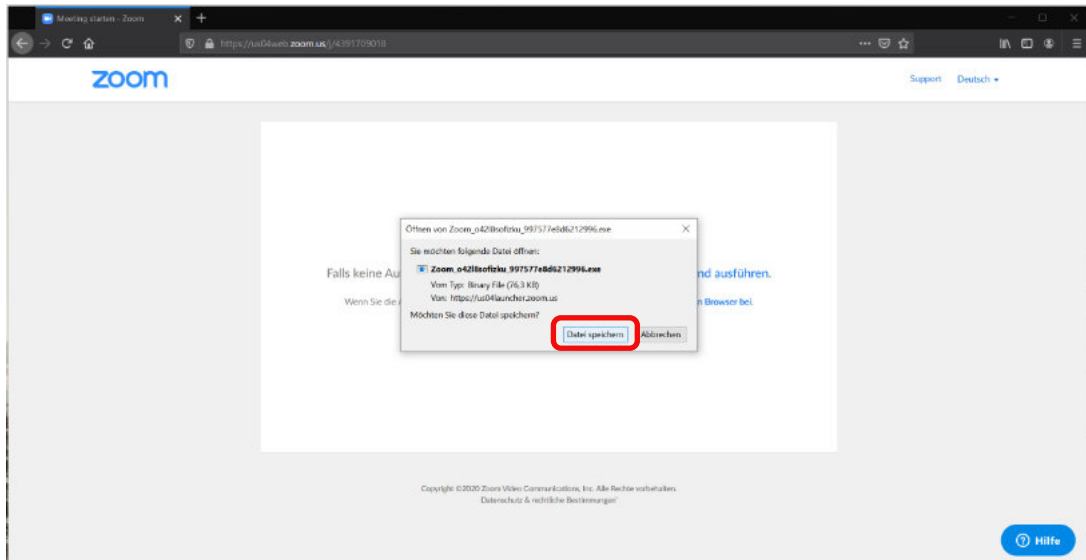 Meeting starten - Zoom
https://us04web.zoom.us/j/4391709018
zoom
Support Deutsch
Öffnen von Zoom_o42l8sofizku_997577e8d6212996.exe
Sie möchten folgende Datei öffnen:
Zoom_o42l8sofizku_997577e8d6212996.exe
Vom Typ: Binary File (76,3 KB)
Von: https://us04launcher.zoom.us
Möchten Sie diese Datei speichern?
Datei speichern Abbrechen
Falls keine Au nd ausführen.
Wenn Sie die n Browser bei.
Copyright ©2020 Zoom Video Communications, Inc. Alle Rechte vorbehalten.
Datenschutz & rechtliche Bestimmungen
Hilfe